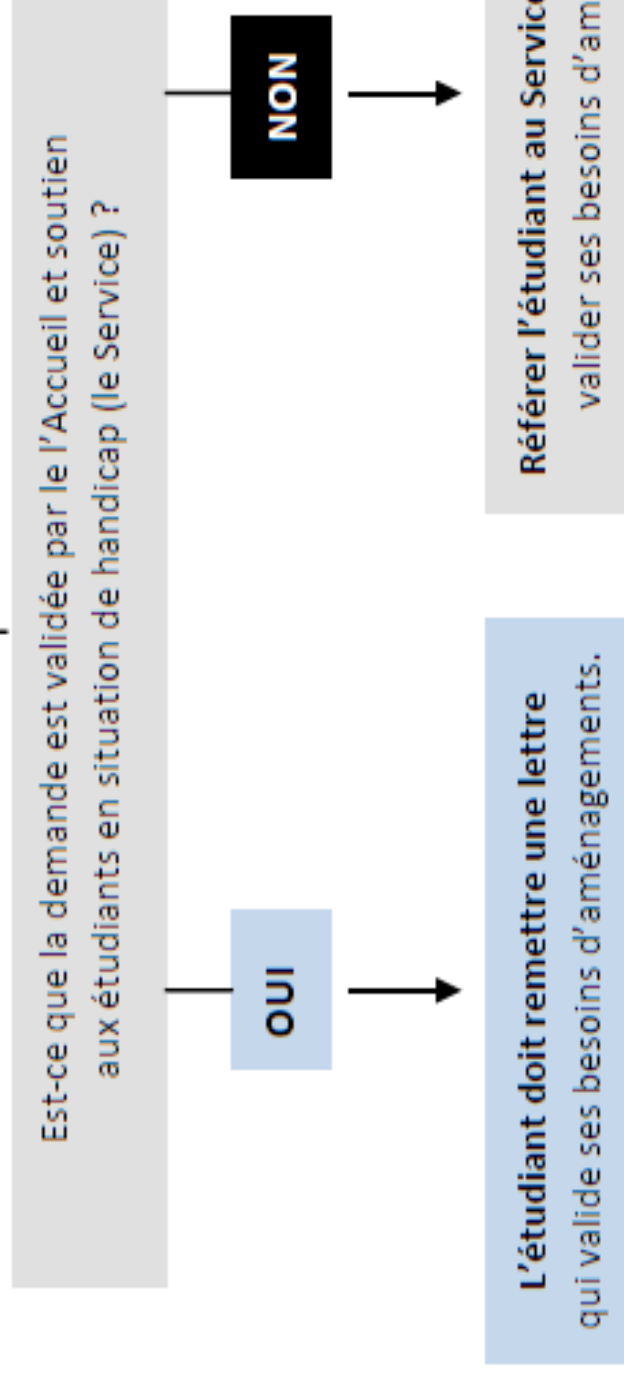 Est-ce que la demande est validée par le l'Accueil et soutien
aux étudiants en situation de handicap (le Service) ?
OUI
NON
L'étudiant doit remettre une lettre
qui valide ses besoins d'aménagements.
Référer l'étudiant au
valider ses besoins